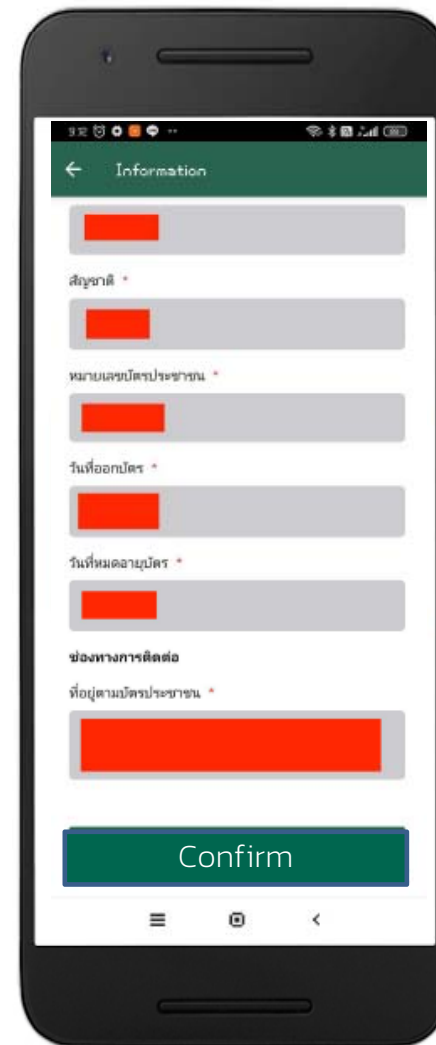 9:12
Information
สัญชาติ *
หมายเลขบัตรประชาชน *
วันที่ออกบัตร *
วันที่หมดอายุบัตร *
ช่องทางการติดต่อ
ที่อยู่ตามบัตรประชาชน *
Confirm